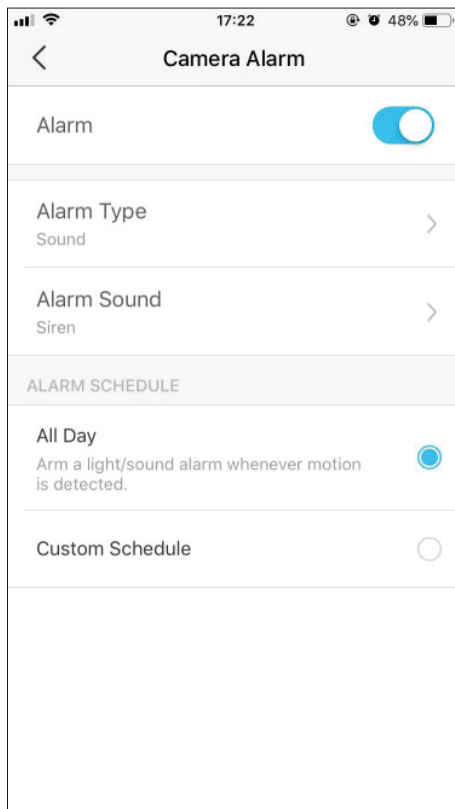 17:22
48%
Camera Alarm
Alarm
Alarm Type
Sound
Alarm Sound
Siren
ALARM SCHEDULE
All Day
Arm a light/sound alarm whenever motion
is detected.
Custom Schedule